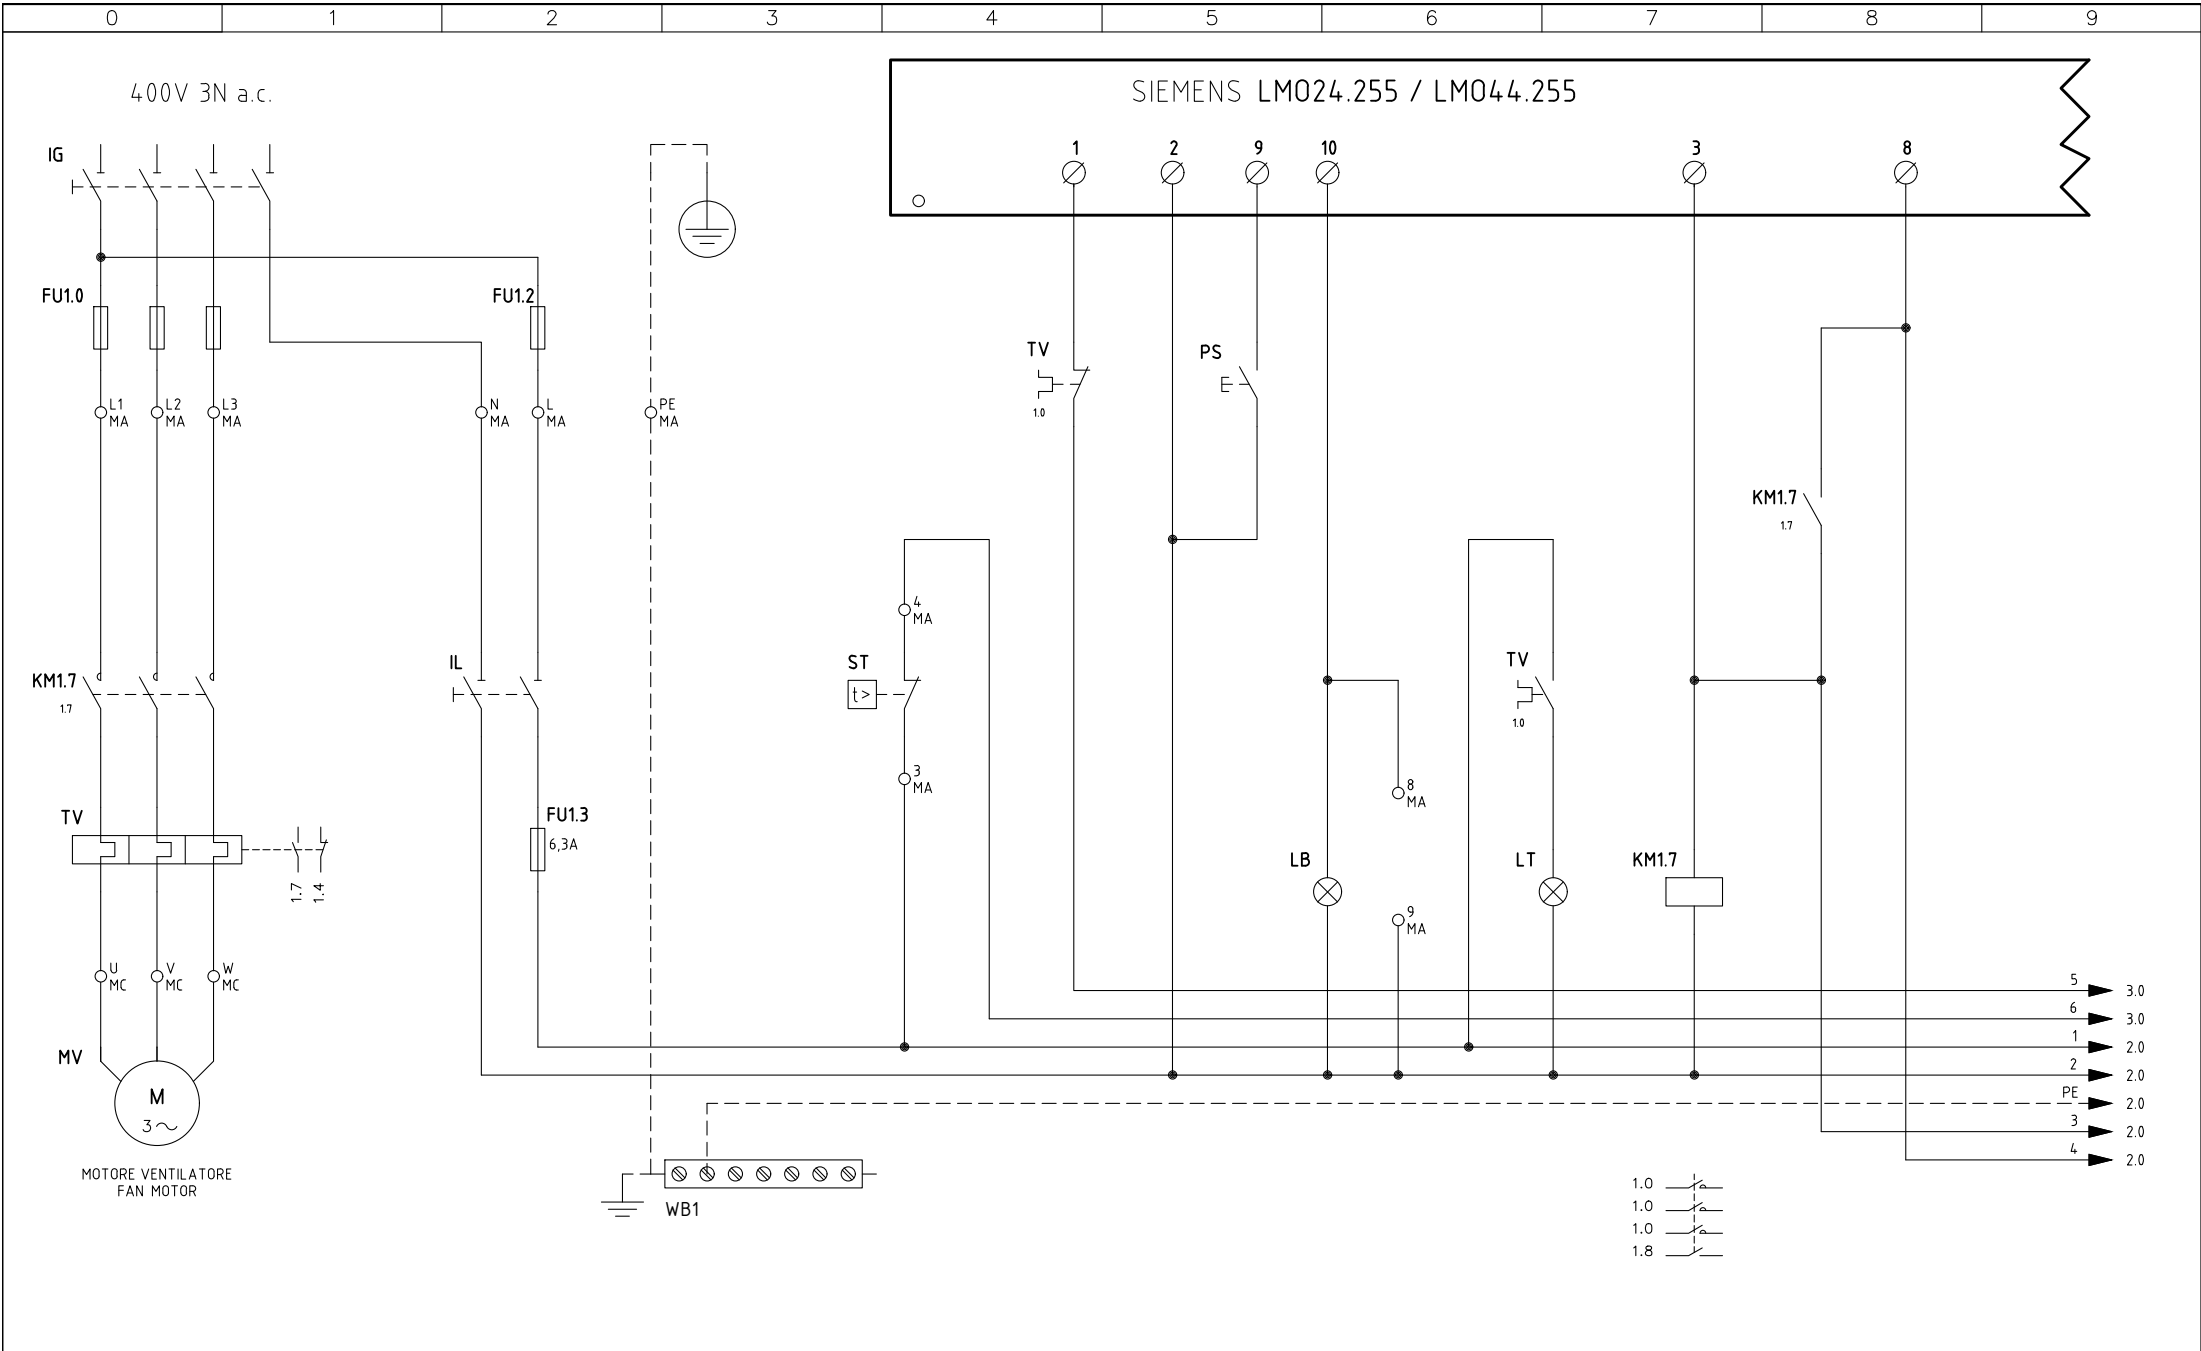 0 1 2 3 4 5 6 7 8 9
400V 3N a.c.
SIEMENS LMO24.255 / LMO44.255
IG
1 2 9 10 3 8
FU1.0
FU1.2
TV
1.0
PS
L1
MA
L2
MA
L3
MA
N
MA
L
MA
PE
MA
KM1.7
1.7
4
MA
KM1.7
1.7
IL
ST
t>
TV
1.0
3
MA
8
MA
TV
1.7
1.4
FU1.3
6,3A
LB
LT
KM1.7
9
MA
U
MC
V
MC
W
MC
5 3.0
6 3.0
1 2.0
2 2.0
PE 2.0
3 2.0
4 2.0
MV
M
3~
MOTORE VENTILATORE
FAN MOTOR
WB1
1.0
1.0
1.0
1.8